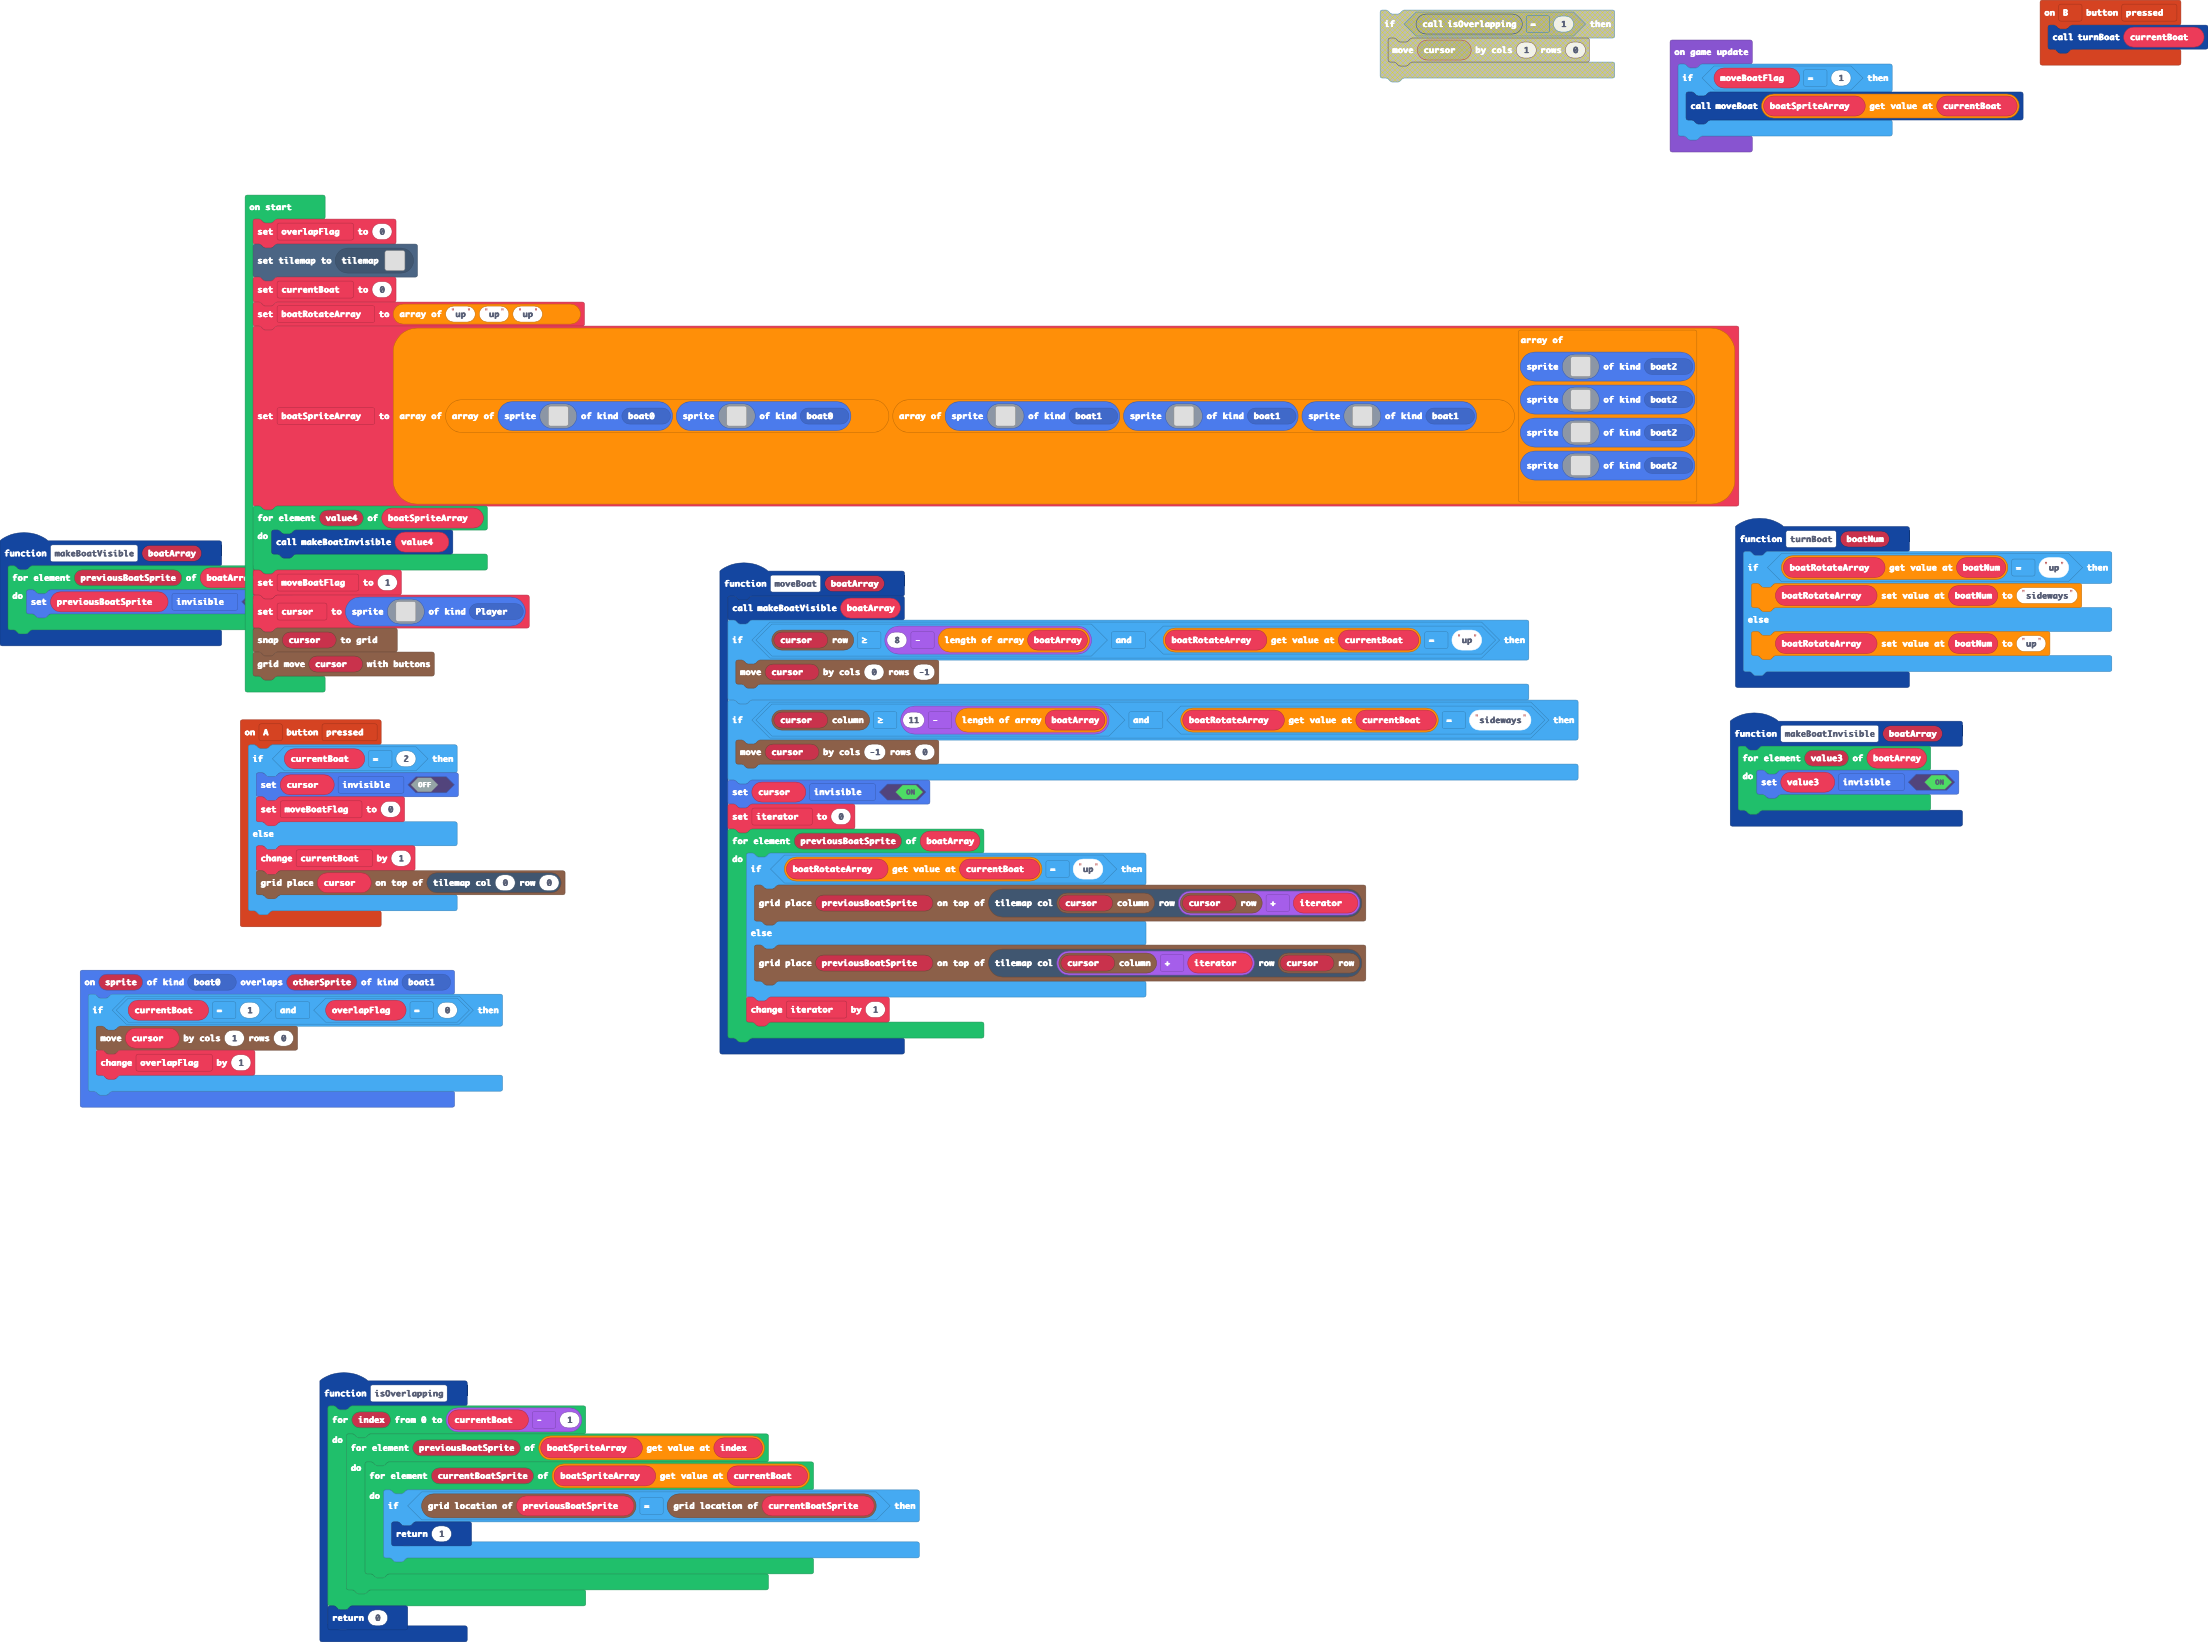 if call isOverlapping = 1 then
move cursor by cols 1 rows 0
on B button pressed
call turnBoat currentBoat
on game update
if moveBoatFlag = 1 then
call moveBoat boatSpriteArray get value at currentBoat
on start
set overlapFlag to 0
set tilemap to tilemap
set currentBoat to 0
set boatRotateArray to array of "up" "up" "up"
set boatSpriteArray to array of array of sprite of kind boat0 sprite of kind boat0 array of sprite of kind boat1 sprite of kind boat1 sprite of kind boat1 array of
sprite of kind boat2
sprite of kind boat2
sprite of kind boat2
sprite of kind boat2
for element value4 of boatSpriteArray
do call makeBoatInvisible value4
set moveBoatFlag to 1
set cursor to sprite of kind Player
snap cursor to grid
grid move cursor with buttons
function makeBoatVisible boatArray
for element previousBoatSprite of boatArr
do set previousBoatSprite invisible
function moveBoat boatArray
call makeBoatVisible boatArray
if cursor row ≥ 8 - length of array boatArray and boatRotateArray get value at currentBoat = "up" then
move cursor by cols 0 rows -1
if cursor column ≥ 11 - length of array boatArray and boatRotateArray get value at currentBoat = "sideways" then
move cursor by cols -1 rows 0
set cursor invisible ON
set iterator to 0
for element previousBoatSprite of boatArray
do if boatRotateArray get value at currentBoat = "up" then
grid place previousBoatSprite on top of tilemap col cursor column row cursor row + iterator
else
grid place previousBoatSprite on top of tilemap col cursor column + iterator row cursor row
change iterator by 1
function turnBoat boatNum
if boatRotateArray get value at boatNum = "up" then
boatRotateArray set value at boatNum to "sideways"
else
boatRotateArray set value at boatNum to "up"
function makeBoatInvisible boatArray
for element value3 of boatArray
do set value3 invisible ON
on A button pressed
if currentBoat = 2 then
set cursor invisible OFF
set moveBoatFlag to 0
else
change currentBoat by 1
grid place cursor on top of tilemap col 0 row 0
on sprite of kind boat0 overlaps otherSprite of kind boat1
if currentBoat = 1 and overlapFlag = 0 then
move cursor by cols 1 rows 0
change overlapFlag by 1
function isOverlapping
for index from 0 to currentBoat - 1
do for element previousBoatSprite of boatSpriteArray get value at index
do for element currentBoatSprite of boatSpriteArray get value at currentBoat
do if grid location of previousBoatSprite = grid location of currentBoatSprite then
return 1
return 0